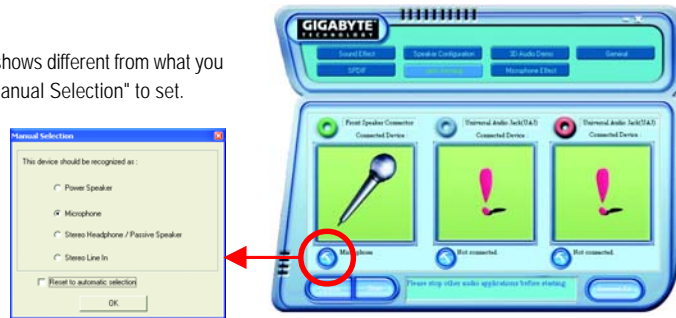 shows different from what you
anual Selection" to set.
Manual Selection
This device should be recognized as :
Power Speaker
Microphone
Stereo Headphone / Passive Speaker
Stereo Line In
Reset to automatic selection
OK
GIGABYTE
TECHNOLOGY
Sound Effect
Speaker Configuration
3D Audio Demo
General
S/PDIF
Microphone Effect
Front Speaker Connector
Connected Device :
Universal Audio Jack(UAJ)
Connected Device :
Universal Audio Jack(UAJ)
Connected Device :
Microphone
Not connected.
Not connected.
Please stop other audio applications before starting.